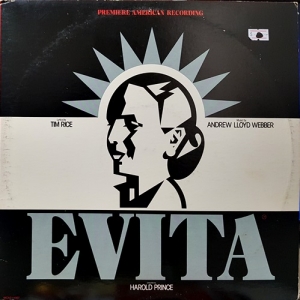 PREMIERE AMERICAN RECORDING
TIM RICE
ANDREW LLOYD WEBBER
EVITA
HAROLD PRINCE